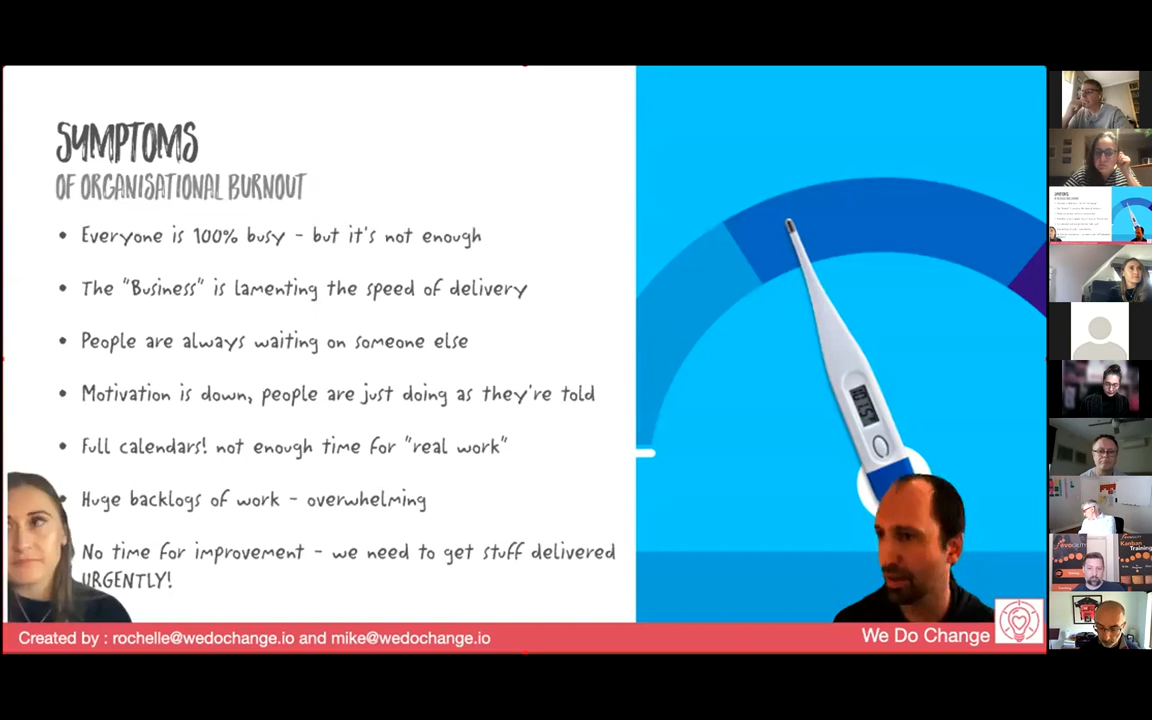 SYMPTOMS
OF ORGANISATIONAL BURNOUT
• Everyone is 100% busy - but it's not enough
• The "Business" is lamenting the speed of delivery
• People are always waiting on someone else
• Motivation is down, people are just doing as they're told
• Full calendars! not enough time for "real work"
• Huge backlogs of work - overwhelming
No time for improvement - we need to get stuff delivered
URGENTLY!
Created by : rochelle@wedochange.io and mike@wedochange.io
We Do Change
Kanban
Training